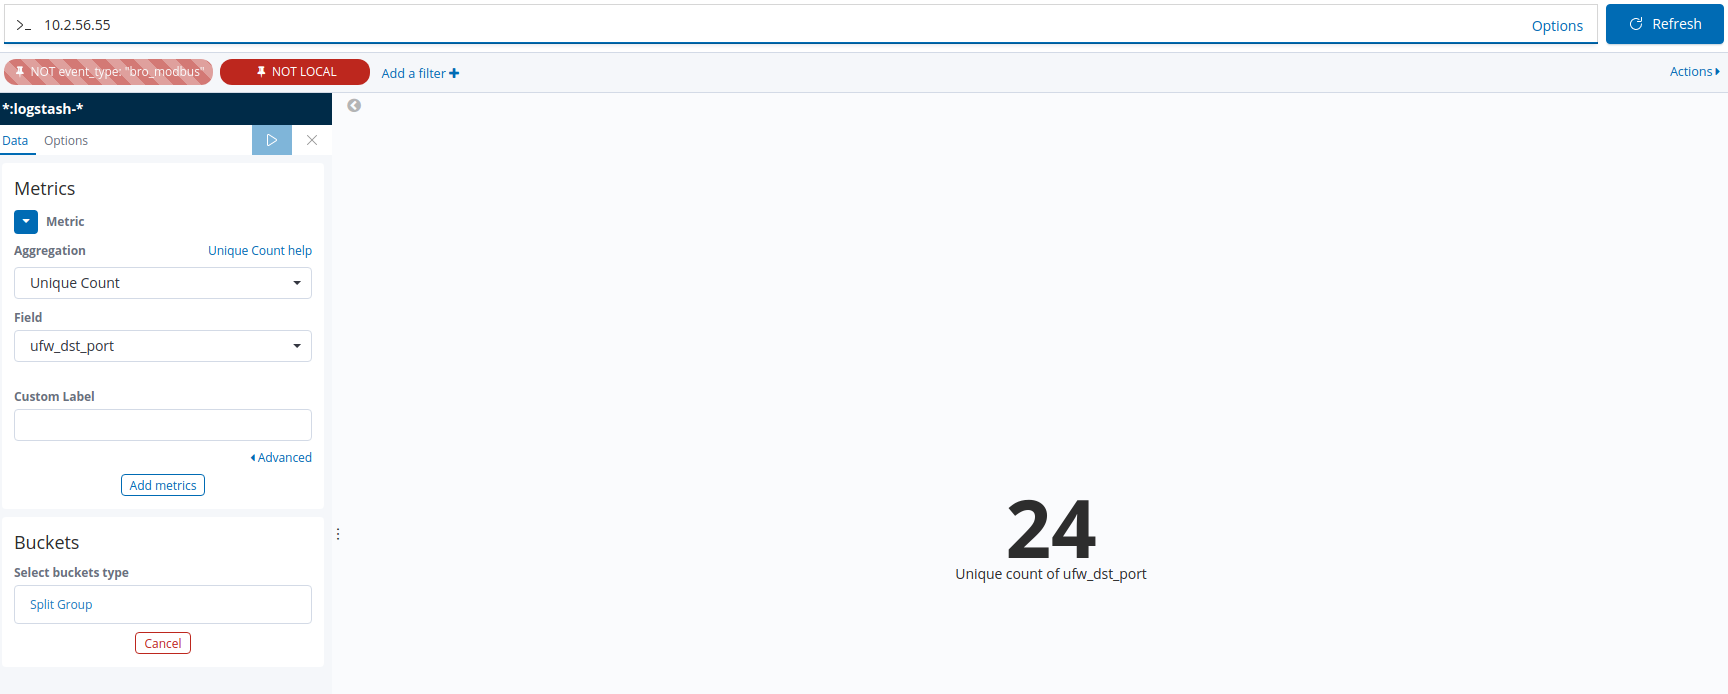 >_ 10.2.56.55 Options Refresh
NOT event_type: "bro_modbus" NOT LOCAL Add a filter + Actions
*:logstash-*
Data Options
Metrics
Metric
Aggregation Unique Count help
Unique Count
Field
ufw_dst_port
Custom Label
Advanced
Add metrics
Buckets
Select buckets type
Split Group
Cancel
24
Unique count of ufw_dst_port